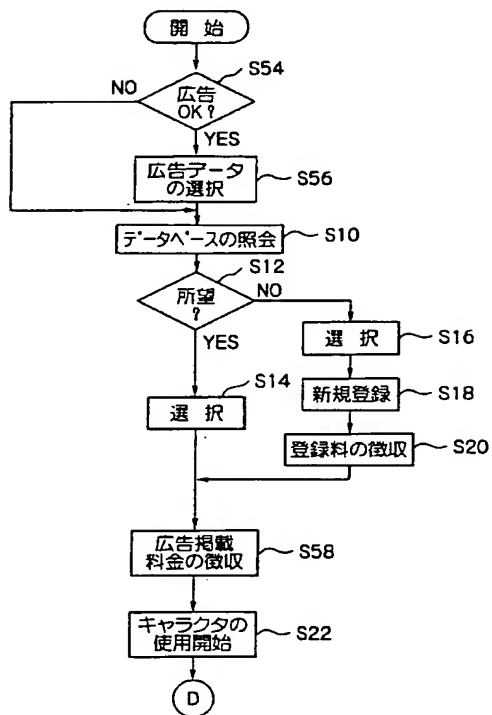 開 始
S54
NO
広告
OK?
YES
広告データ
の選択
S56
データベースの照会
S10
S12
所望
?
NO
YES
選 択
S16
S14
選 択
新規登録
S18
登録料の徴収
S20
広告掲載
料金の徴収
S58
キャラクタの
使用開始
S22
D